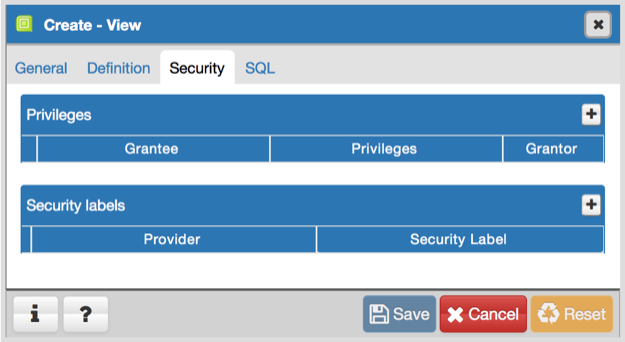 Create - View
General Definition Security SQL
Privileges
Grantee Privileges Grantor
Security labels
Provider Security Label
i ? Save Cancel Reset